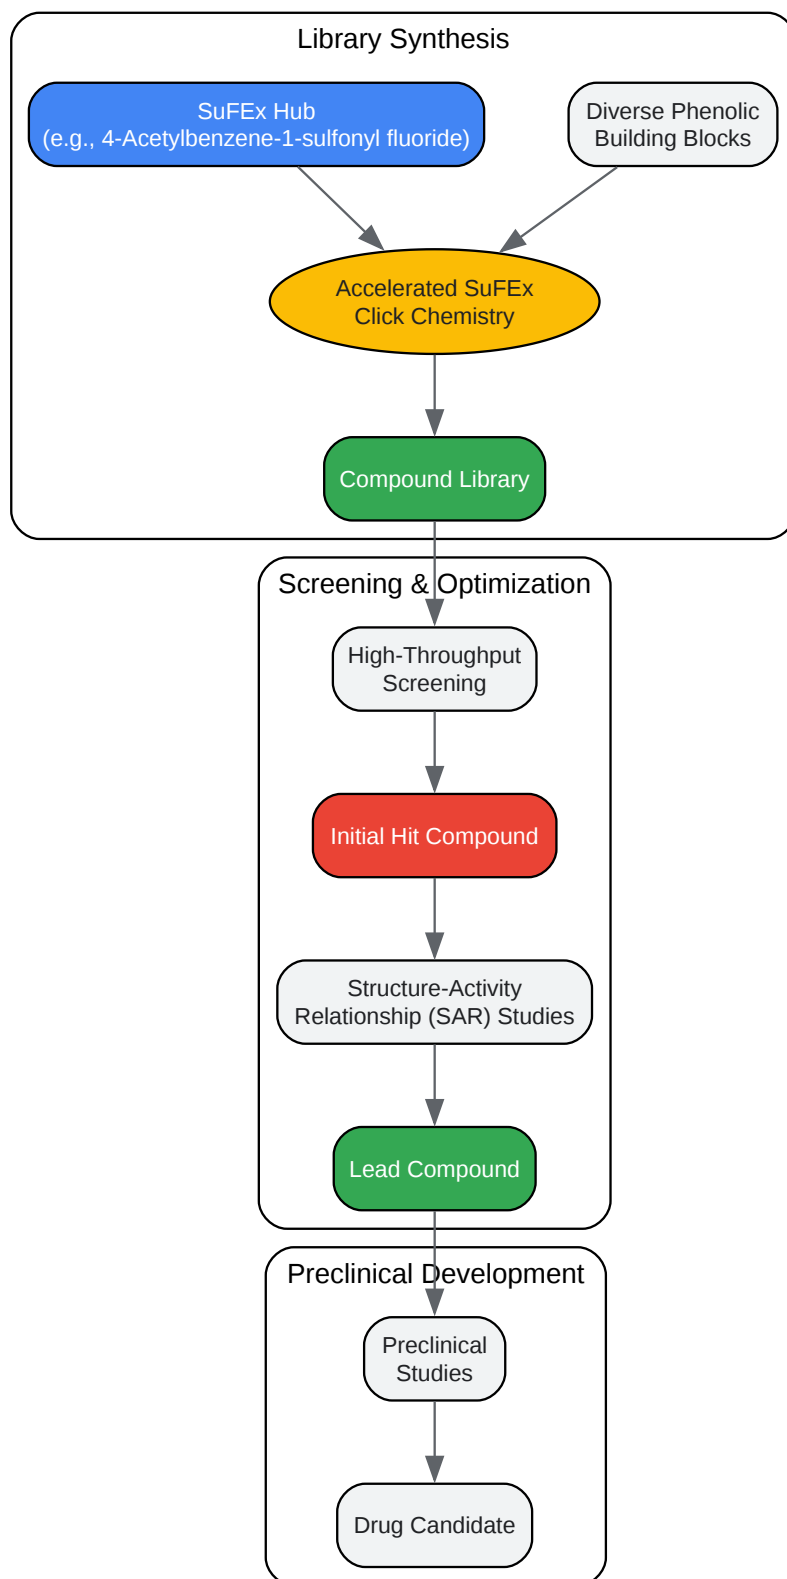 Library Synthesis
SuFEx Hub
(e.g., 4-Acetylbenzene-1-sulfonyl fluoride)
Diverse Phenolic
Building Blocks
Accelerated SuFEx
Click Chemistry
Compound Library
Screening & Optimization
High-Throughput
Screening
Initial Hit Compound
Structure-Activity
Relationship (SAR) Studies
Lead Compound
Preclinical Development
Preclinical
Studies
Drug Candidate